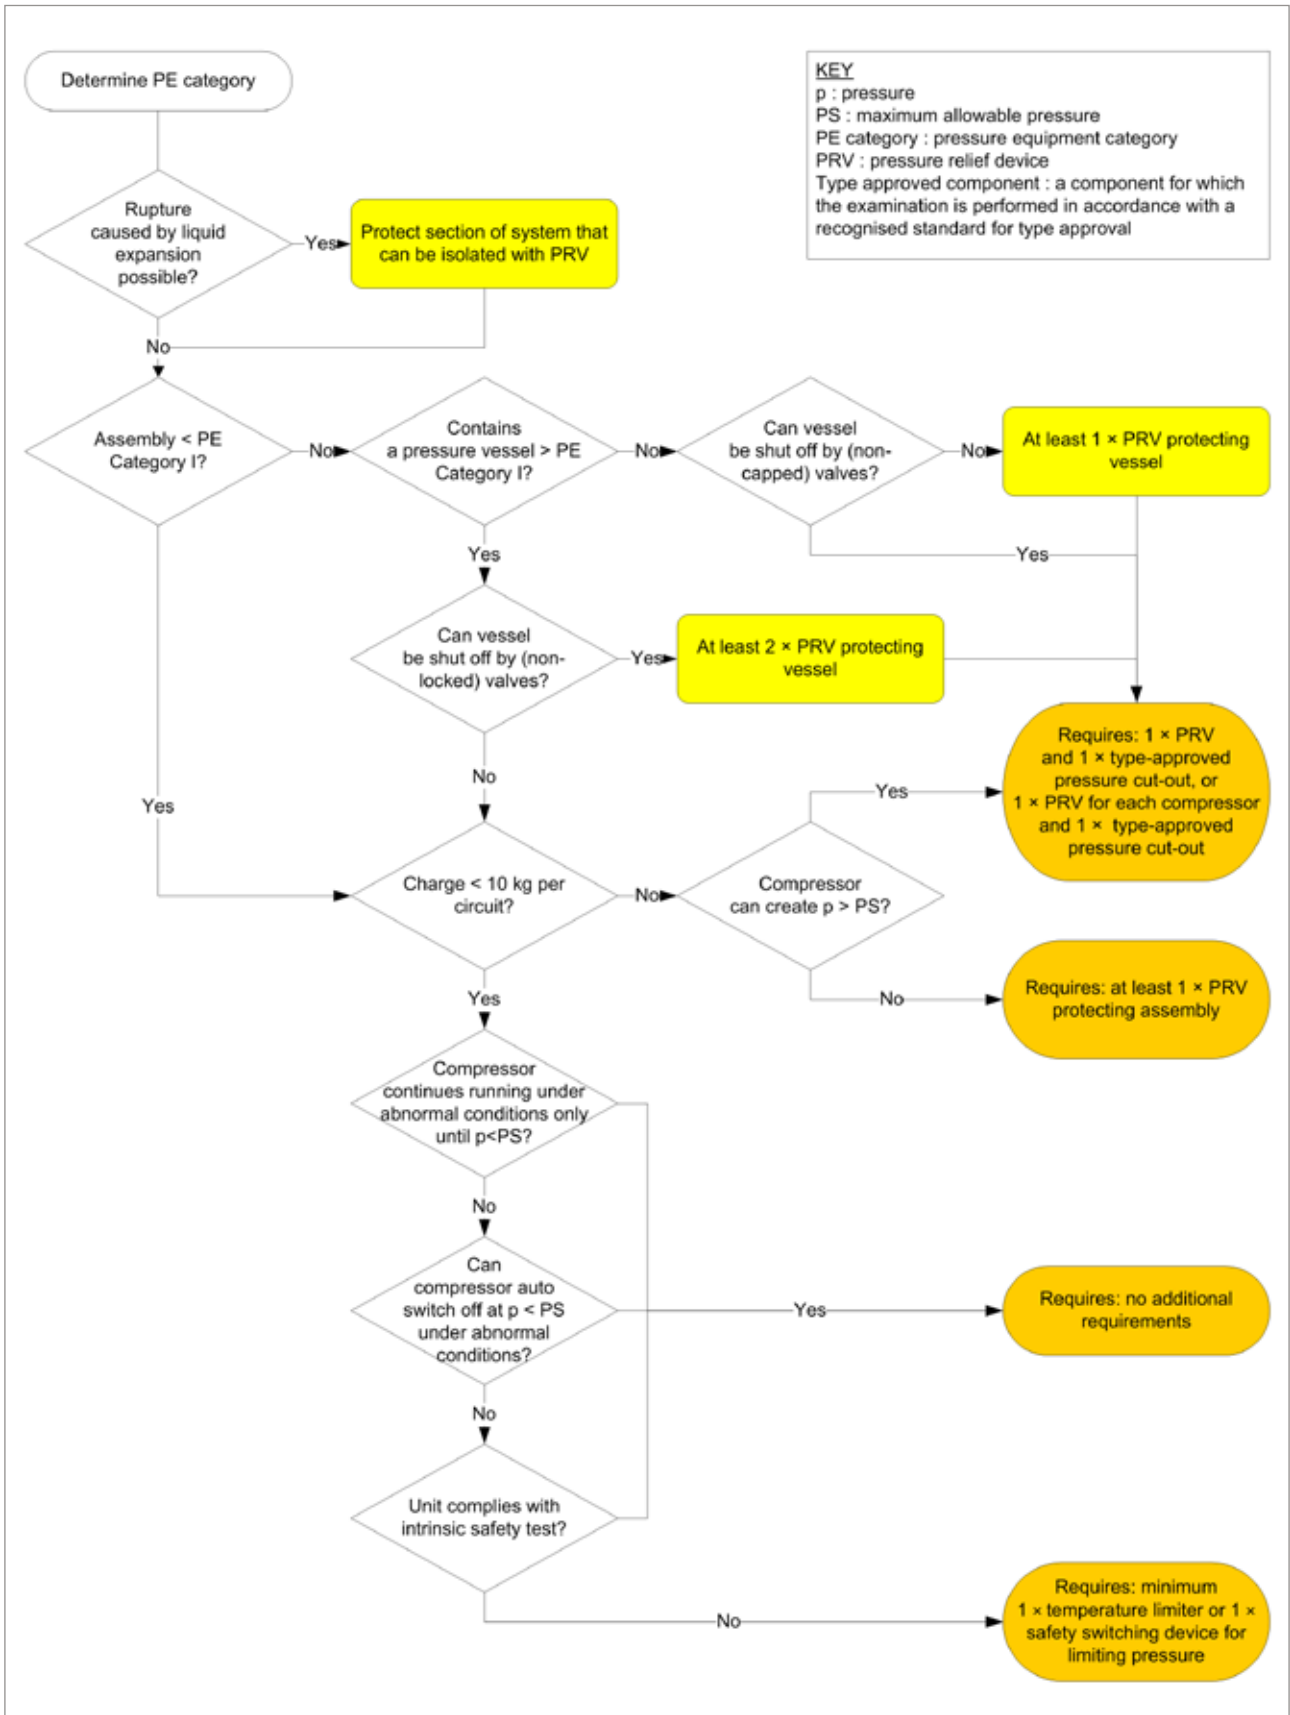 Determine PE category
KEY
p : pressure
PS : maximum allowable pressure
PE category : pressure equipment category
PRV : pressure relief device
Type approved component : a component for which
the examination is performed in accordance with a
recognised standard for type approval
Rupture
caused by liquid
expansion
possible?
Yes
Protect section of system that
can be isolated with PRV
No
Assembly < PE
Category I?
No
Contains
a pressure vessel > PE
Category I?
No
Can vessel
be shut off by (non-
capped) valves?
No
At least 1 × PRV protecting
vessel
Yes
Yes
Can vessel
be shut off by (non-
locked) valves?
Yes
At least 2 × PRV protecting
vessel
No
Yes
Requires: 1 × PRV
and 1 × type-approved
pressure cut-out, or
1 × PRV for each compressor
and 1 × type-approved
pressure cut-out
Yes
Charge < 10 kg per
circuit?
No
Compressor
can create p > PS?
No
Requires: at least 1 × PRV
protecting assembly
Yes
Compressor
continues running under
abnormal conditions only
until p<PS?
No
Can
compressor auto
switch off at p < PS
under abnormal
conditions?
Yes
Requires: no additional
requirements
No
Unit complies with
intrinsic safety test?
No
Requires: minimum
1 × temperature limiter or 1 ×
safety switching device for
limiting pressure